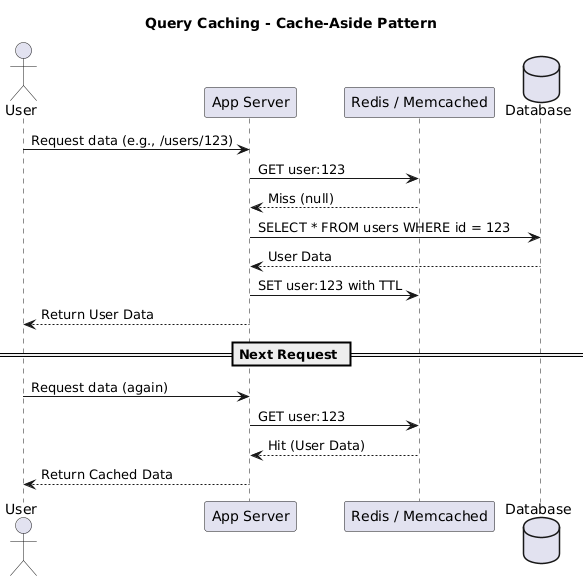 Query Caching - Cache-Aside Pattern
User
App Server
Redis / Memcached
Database
Request data (e.g., /users/123)
GET user:123
Miss (null)
SELECT * FROM users WHERE id = 123
User Data
SET user:123 with TTL
Return User Data
Next Request
Request data (again)
GET user:123
Hit (User Data)
Return Cached Data
User
App Server
Redis / Memcached
Database